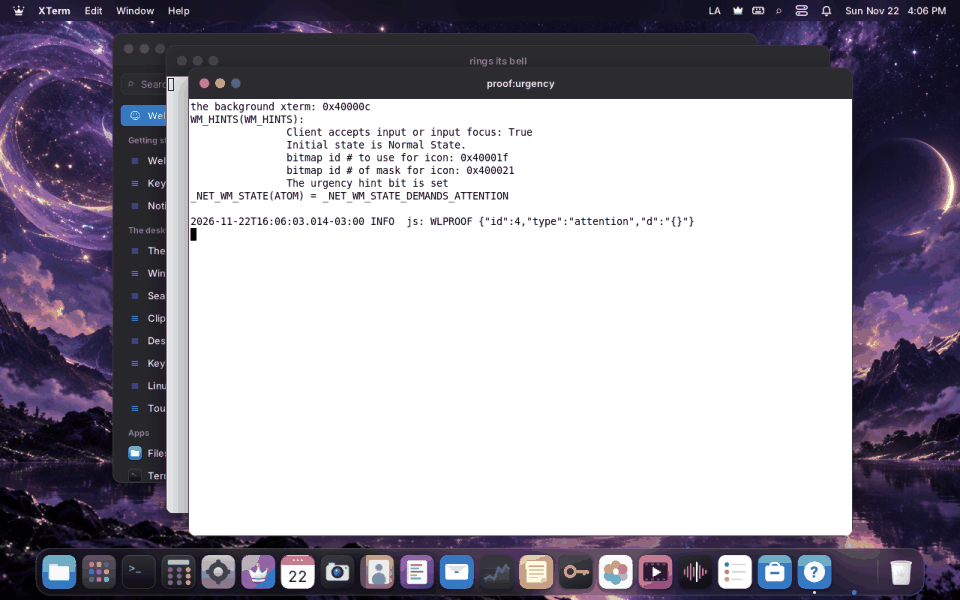 XTerm Edit Window Help
LA Sun Nov 22 4:06 PM
rings its bell
proof:urgency
Sear
Wel
Getting st
Wel
Key
Noti
The desk
The
Win
Sea
Clip
Des
Key
Linu
Tou
Apps
Files
Terr
the background xterm: 0x40000c
WM_HINTS(WM_HINTS):
Client accepts input or input focus: True
Initial state is Normal State.
bitmap id # to use for icon: 0x40001f
bitmap id # of mask for icon: 0x400021
The urgency hint bit is set
_NET_WM_STATE(ATOM) = _NET_WM_STATE_DEMANDS_ATTENTION
2026-11-22T16:06:03.014-03:00 INFO  js: WLPROOF {"id":4,"type":"attention","d":"{}"}
>_
22
?